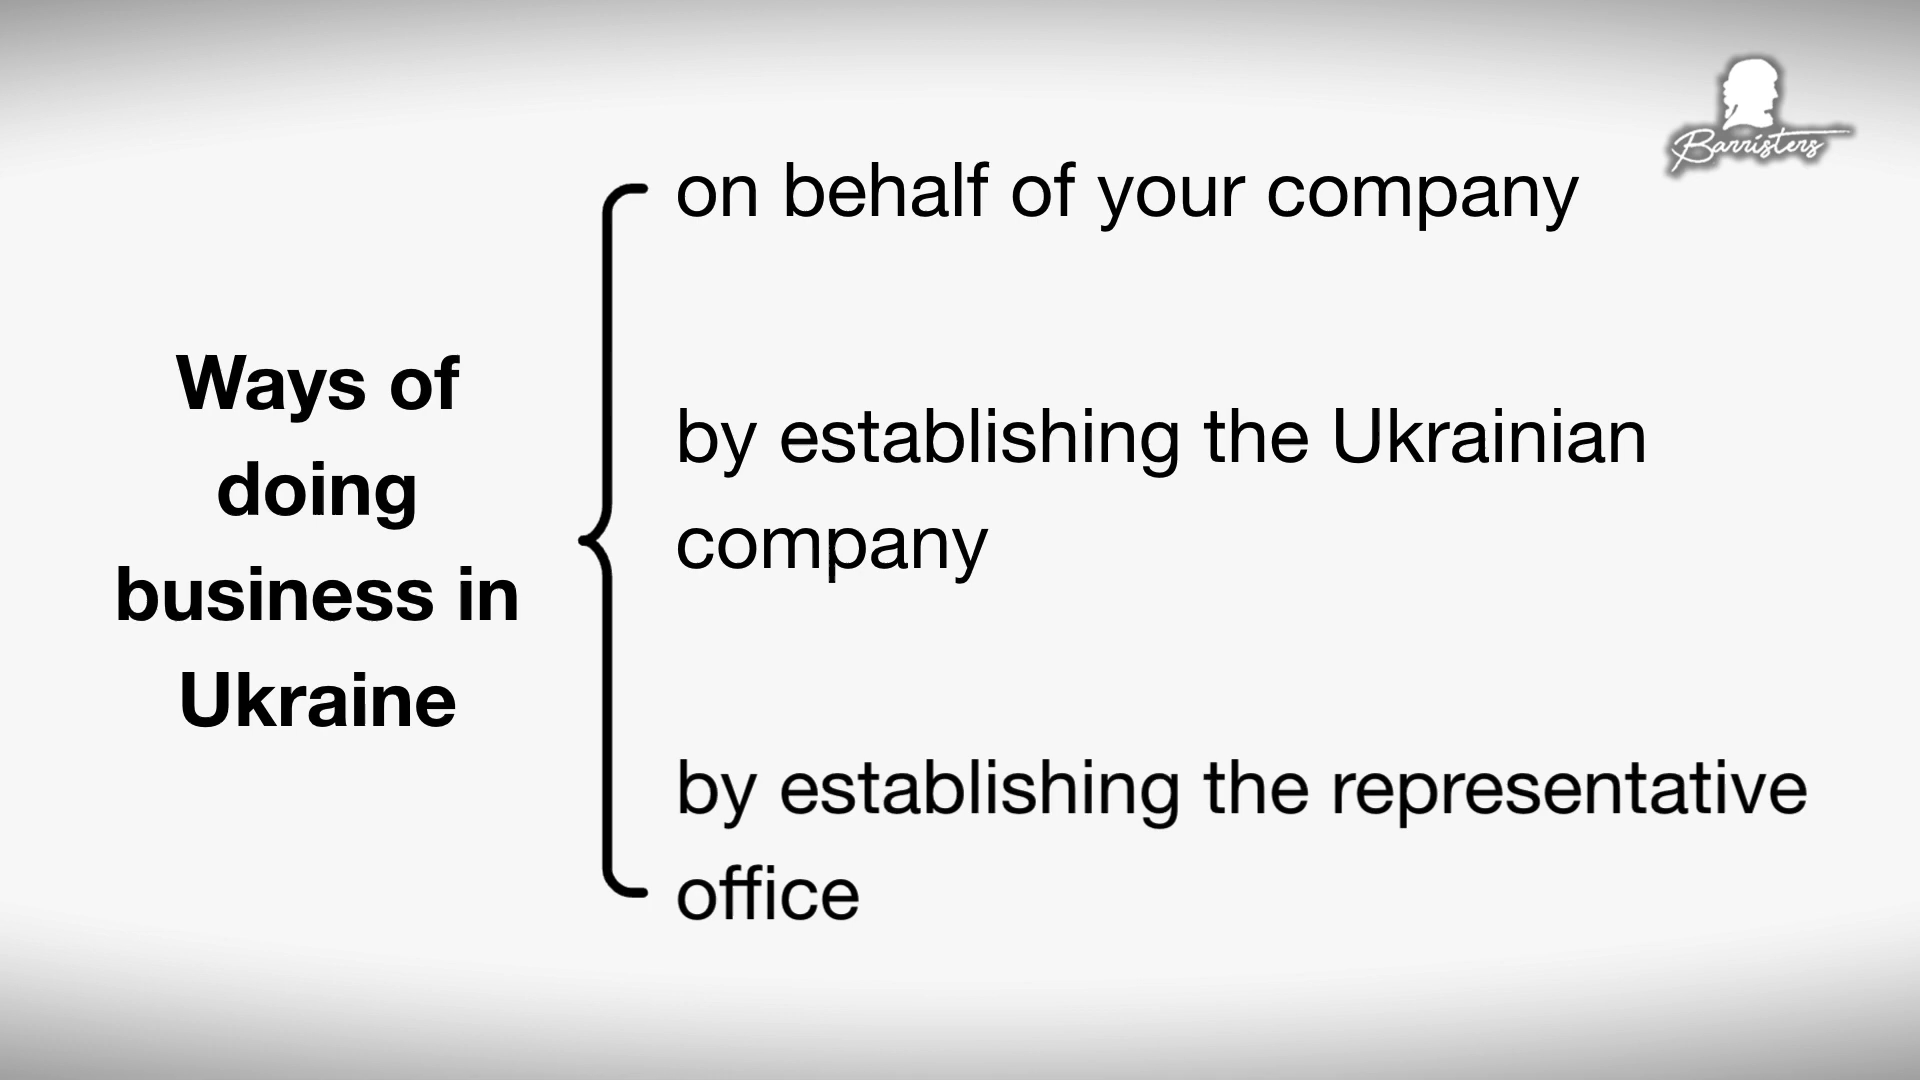 Barristers
on behalf of your company
Ways of
doing
business in
Ukraine
by establishing the Ukrainian
company
by establishing the representative
office